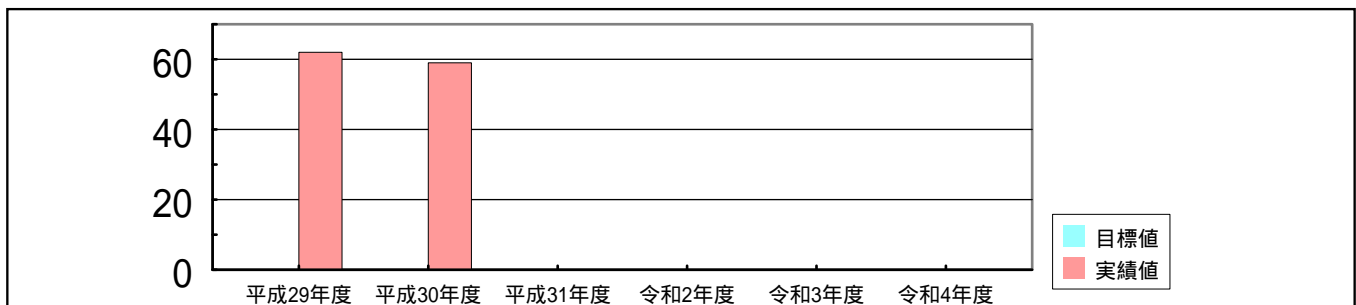 60
40
20
0
平成29年度 平成30年度 平成31年度 令和2年度 令和3年度 令和4年度
目標値
実績値